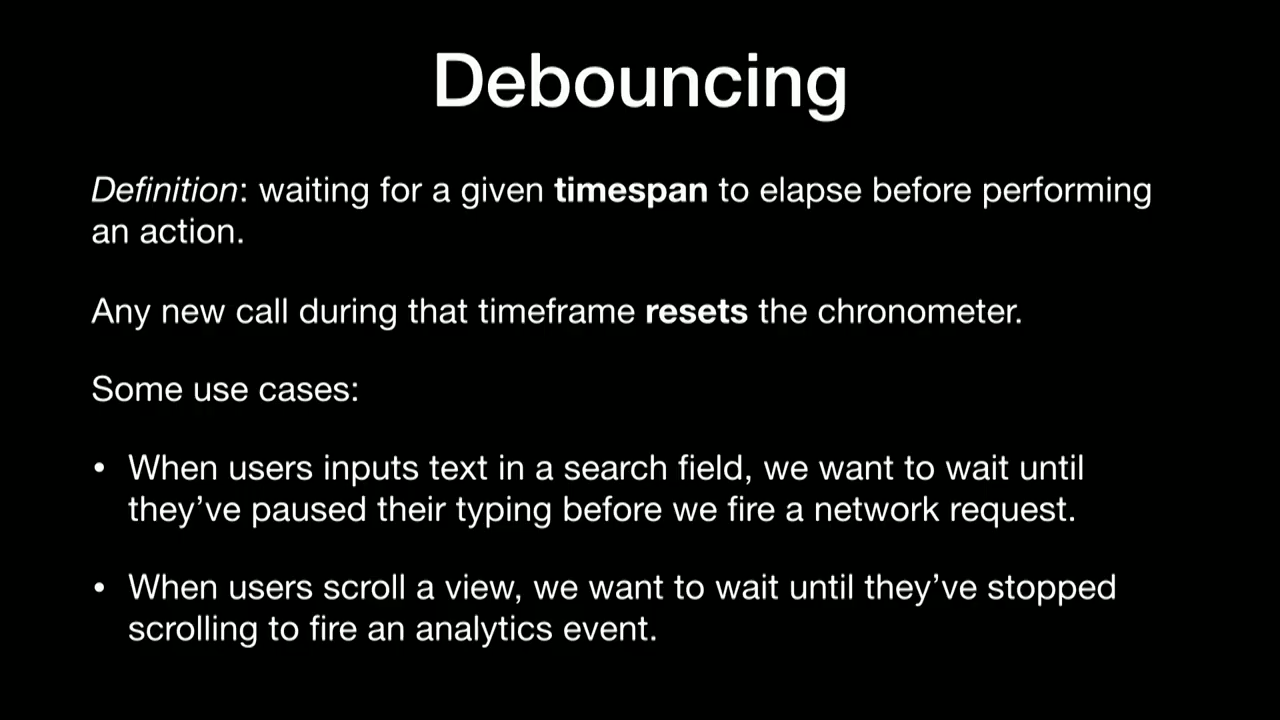 Debouncing
Definition: waiting for a given timespan to elapse before performing
an action.
Any new call during that timeframe resets the chronometer.
Some use cases:
• When users inputs text in a search field, we want to wait until
they’ve paused their typing before we fire a network request.
• When users scroll a view, we want to wait until they’ve stopped
scrolling to fire an analytics event.